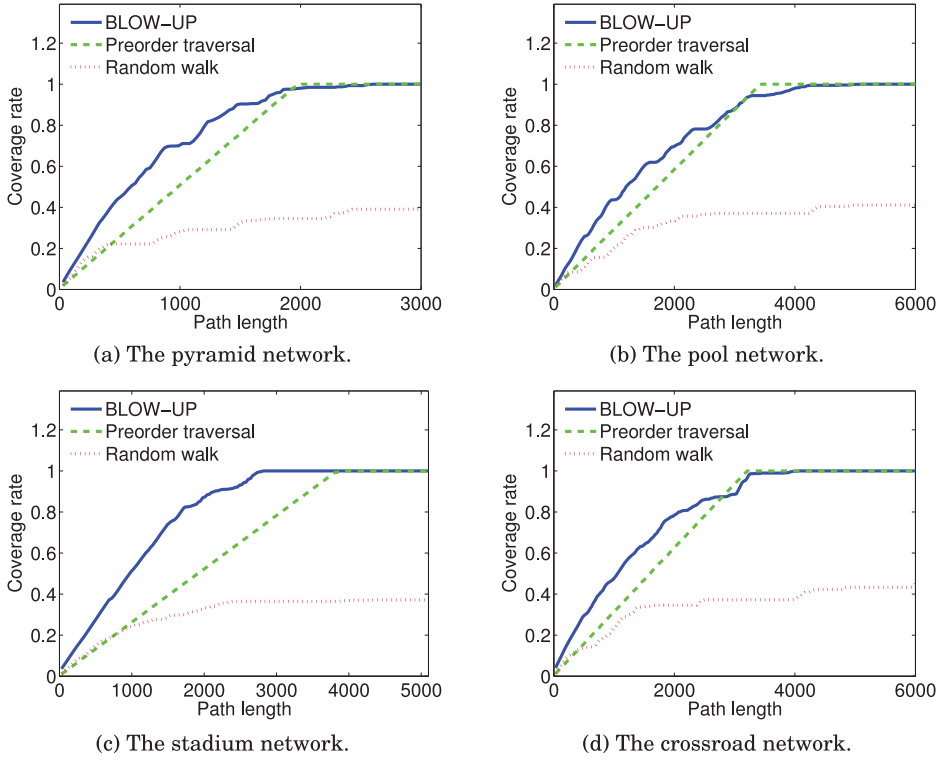 BLOW-UP
Preorder traversal
Random walk
Coverage rate
1.2
1
0.8
0.6
0.4
0.2
0
0 1000 2000 3000
Path length
(a) The pyramid network.
BLOW-UP
Preorder traversal
Random walk
Coverage rate
1.2
1
0.8
0.6
0.4
0.2
0
0 2000 4000 6000
Path length
(b) The pool network.
BLOW-UP
Preorder traversal
Random walk
Coverage rate
1.2
1
0.8
0.6
0.4
0.2
0
0 1000 2000 3000 4000 5000
Path length
(c) The stadium network.
BLOW-UP
Preorder traversal
Random walk
Coverage rate
1.2
1
0.8
0.6
0.4
0.2
0
0 2000 4000 6000
Path length
(d) The crossroad network.